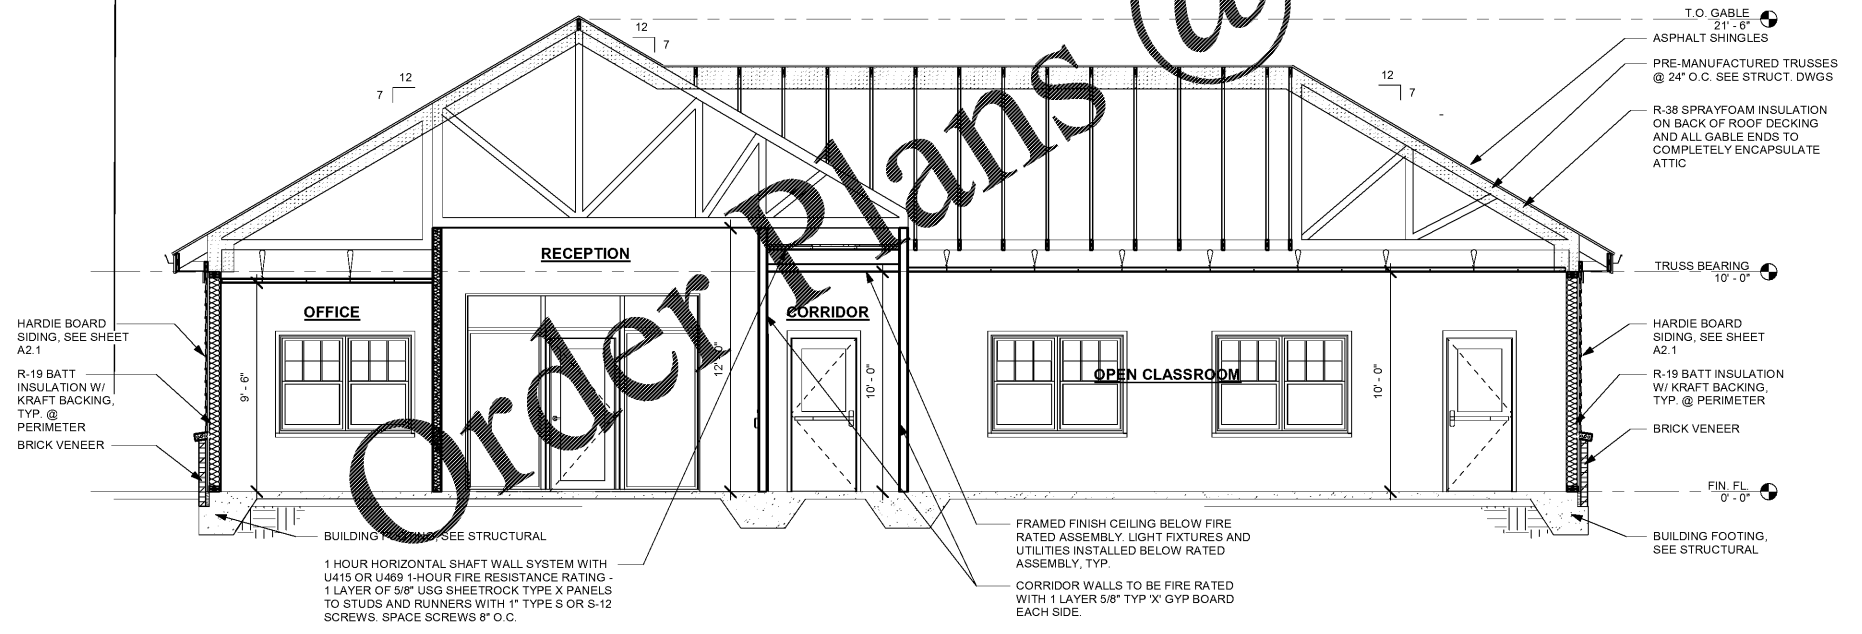 T.O. GABLE
21' - 6"
ASPHALT SHINGLES
PRE-MANUFACTURED TRUSSES
@ 24" O.C. SEE STRUCT. DWGS
R-38 SPRAYFOAM INSULATION
ON BACK OF ROOF DECKING
AND ALL GABLE ENDS TO
COMPLETELY ENCAPSULATE
ATTIC
12
7
12
7
12
7
TRUSS BEARING
10' - 0"
RECEPTION
OFFICE
CORRIDOR
OPEN CLASSROOM
9' - 6"
10' - 0"
10' - 0"
HARDIE BOARD
SIDING, SEE SHEET
A2.1
R-19 BATT
INSULATION W/
KRAFT BACKING,
TYP. @
PERIMETER
BRICK VENEER
HARDIE BOARD
SIDING, SEE SHEET
A2.1
R-19 BATT INSULATION
W/ KRAFT BACKING,
TYP. @ PERIMETER
BRICK VENEER
FIN. FL.
0' - 0"
BUILDING FOOTING,
SEE STRUCTURAL
BUILDING FOOTING, SEE STRUCTURAL
1 HOUR HORIZONTAL SHAFT WALL SYSTEM WITH
U415 OR U469 1-HOUR FIRE RESISTANCE RATING -
1 LAYER OF 5/8" USG SHEETROCK TYPE X PANELS
TO STUDS AND RUNNERS WITH 1" TYPE S OR S-12
SCREWS. SPACE SCREWS 8" O.C.
FRAMED FINISH CEILING BELOW FIRE
RATED ASSEMBLY. LIGHT FIXTURES AND
UTILITIES INSTALLED BELOW RATED
ASSEMBLY, TYP.
CORRIDOR WALLS TO BE FIRE RATED
WITH 1 LAYER 5/8" TYP 'X' GYP BOARD
EACH SIDE.
Order Plans @